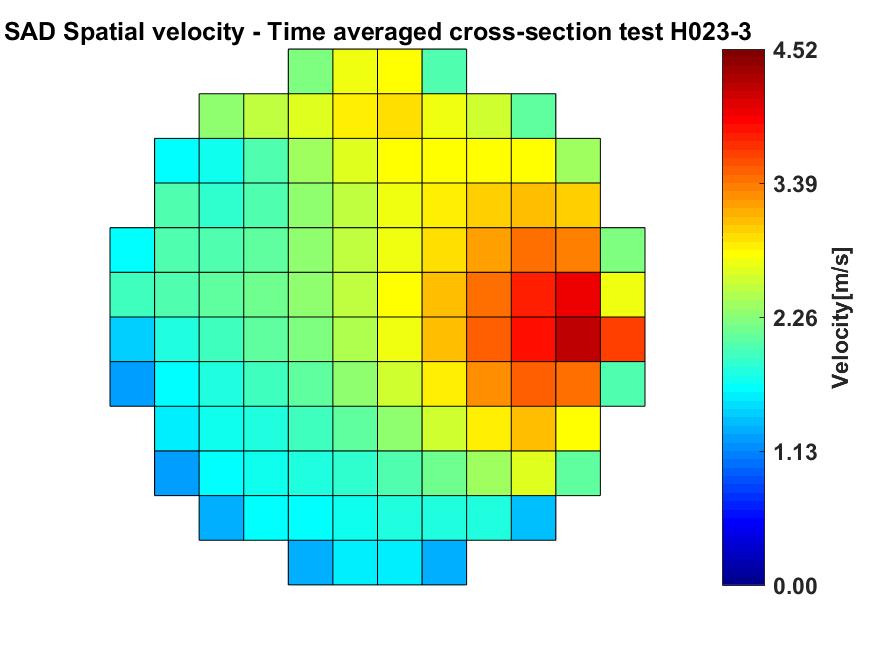 SAD Spatial velocity - Time averaged cross-section test H023-3
4.52
3.39
2.26
1.13
0.00
Velocity[m/s]